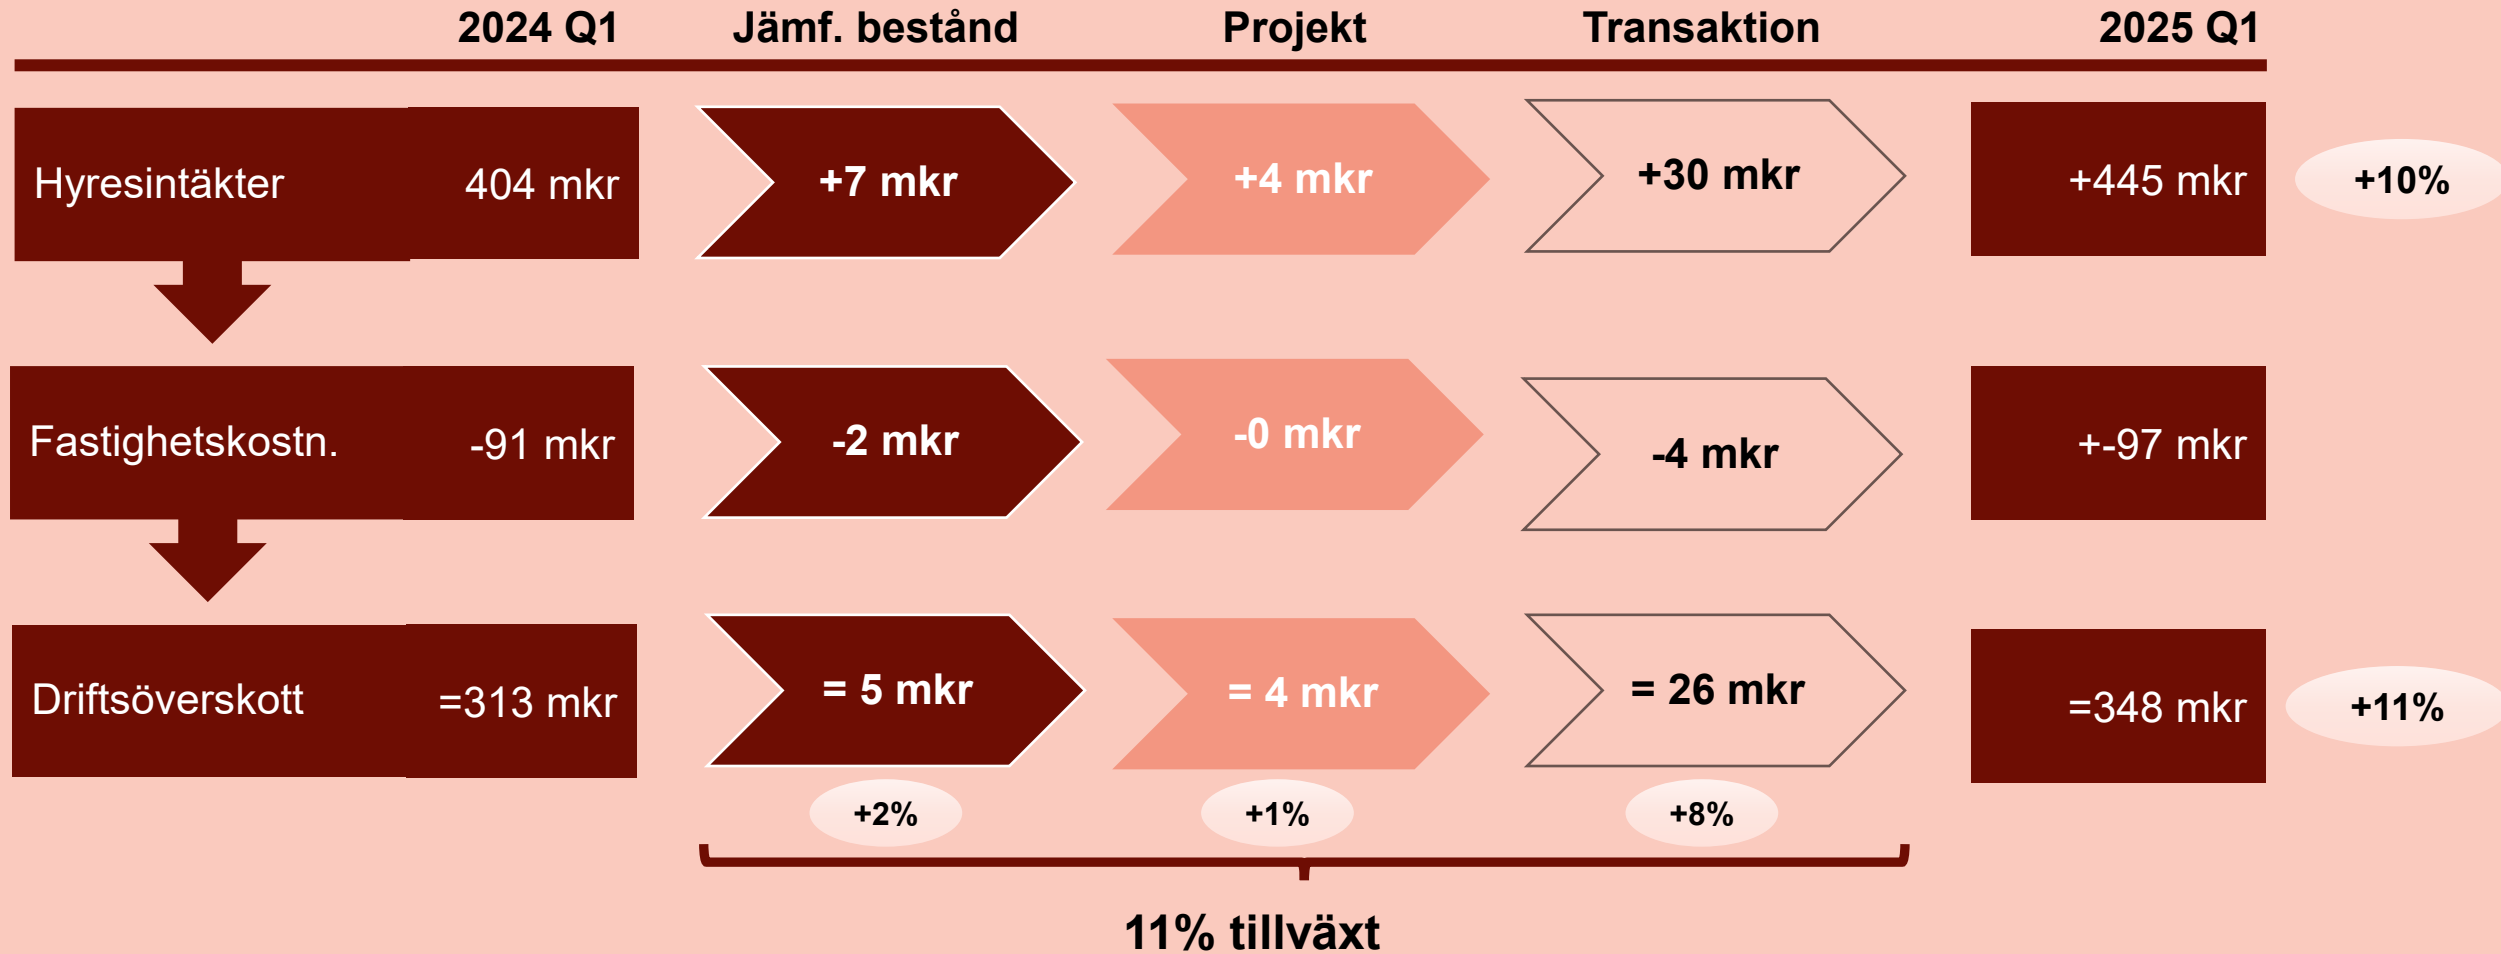 2024 Q1 Jämf. bestånd Projekt Transaktion 2025 Q1
Hyresintäkter 404 mkr +7 mkr +4 mkr +30 mkr +445 mkr +10%
Fastighetskostn. -91 mkr -2 mkr -0 mkr -4 mkr +-97 mkr
Driftsöverskott =313 mkr = 5 mkr = 4 mkr = 26 mkr =348 mkr +11%
+2% +1% +8%
11% tillväxt